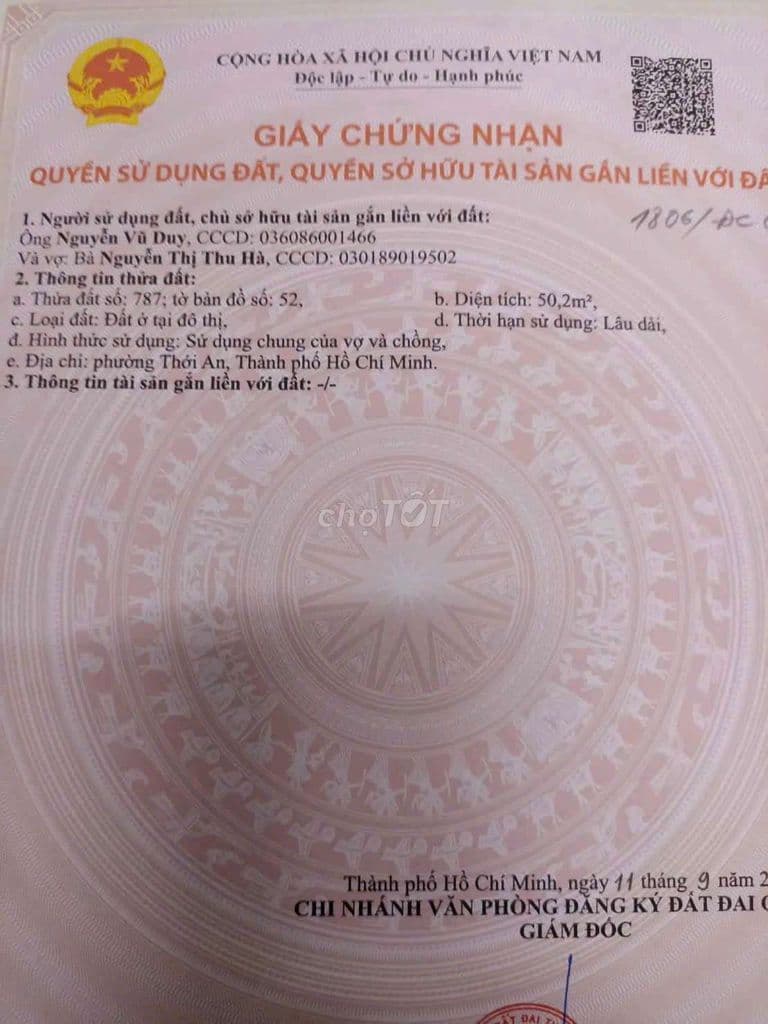 CỘNG HÒA XÃ HỘI CHỦ NGHĨA VIỆT NAM
Độc lập - Tự do - Hạnh phúc
GIẤY CHỨNG NHẬN
QUYỀN SỬ DỤNG ĐẤT, QUYỀN SỞ HỮU TÀI SẢN GẮN LIỀN VỚI ĐẤ
1. Người sử dụng đất, chủ sở hữu tài sản gắn liền với đất:
1806/ĐC
Ông Nguyễn Vũ Duy, CCCD: 036086001466
Và vợ: Bà Nguyễn Thị Thu Hà, CCCD: 030189019502
2. Thông tin thửa đất:
a. Thửa đất số: 787; tờ bản đồ số: 52, b. Diện tích: 50,2m²,
c. Loại đất: Đất ở tại đô thị, d. Thời hạn sử dụng: Lâu dài,
đ. Hình thức sử dụng: Sử dụng chung của vợ và chồng,
e. Địa chỉ: phường Thới An, Thành phố Hồ Chí Minh.
3. Thông tin tài sản gắn liền với đất: -/-
chợTỐT
Thành phố Hồ Chí Minh, ngày 11 tháng 9 năm 2
CHI NHÁNH VĂN PHÒNG ĐĂNG KÝ ĐẤT ĐAI
GIÁM ĐỐC
ĐẤT ĐAI